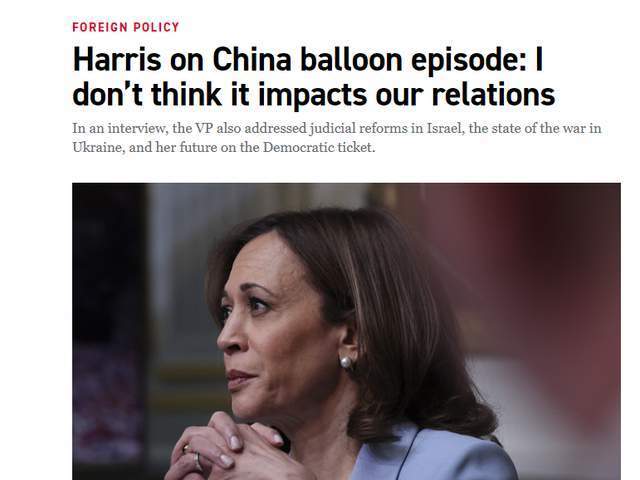 FOREIGN POLICY
Harris on China balloon episode: I
don’t think it impacts our relations
In an interview, the VP also addressed judicial reforms in Israel, the state of the war in
Ukraine, and her future on the Democratic ticket.